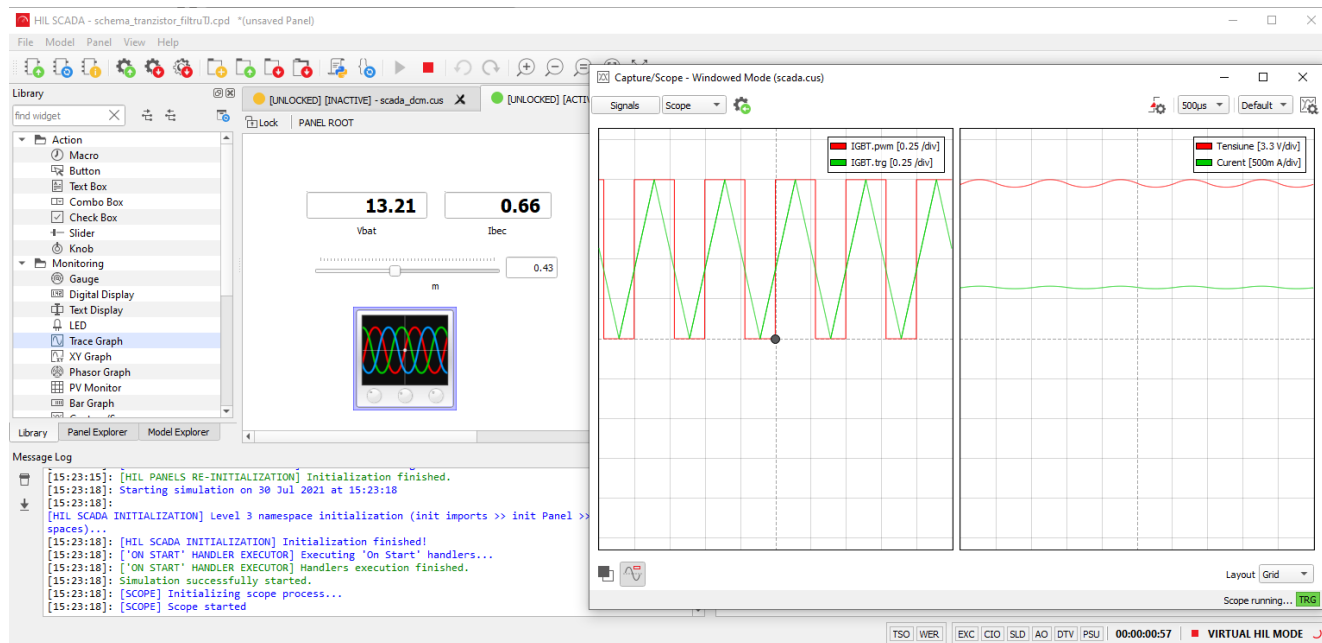 HIL SCADA - schema_tranzistor_filtruTJ.cpd *(unsaved Panel)
File Model Panel View Help
Library
find widget
Action
Macro
Button
Text Box
Combo Box
Check Box
Slider
Knob
Monitoring
Gauge
Digital Display
Text Display
LED
Trace Graph
XY Graph
Phasor Graph
PV Monitor
Bar Graph
Library Panel Explorer Model Explorer
[UNLOCKED] [INACTIVE] - scada_dcm.cus
[UNLOCKED]
Lock PANEL ROOT
13.21 0.66
Vbat Ibec
0.43
m
Capture/Scope - Windowed Mode (scada.cus)
Signals Scope 500µs Default
IGBT.pwm [0.25 /div]
IGBT.trg [0.25 /div]
Tensiune [3.3 V/div]
Curent [500m A/div]
Layout Grid
Scope running... TRG
Message Log
[15:23:15]: [HIL PANELS RE-INITIALIZATION] Initialization finished.
[15:23:18]: Starting simulation on 30 Jul 2021 at 15:23:18
[15:23:18]:
[HIL SCADA INITIALIZATION] Level 3 namespace initialization (init imports >> init Panel >>
spaces)...
[15:23:18]: [HIL SCADA INITIALIZATION] Initialization finished!
[15:23:18]: ['ON START' HANDLER EXECUTOR] Executing 'On Start' handlers...
[15:23:18]: ['ON START' HANDLER EXECUTOR] Handlers execution finished.
[15:23:18]: Simulation successfully started.
[15:23:18]: [SCOPE] Initializing scope process...
[15:23:18]: [SCOPE] Scope started
TSO WER EXC CIO SLD AO DTV PSU 00:00:00:57 VIRTUAL HIL MODE